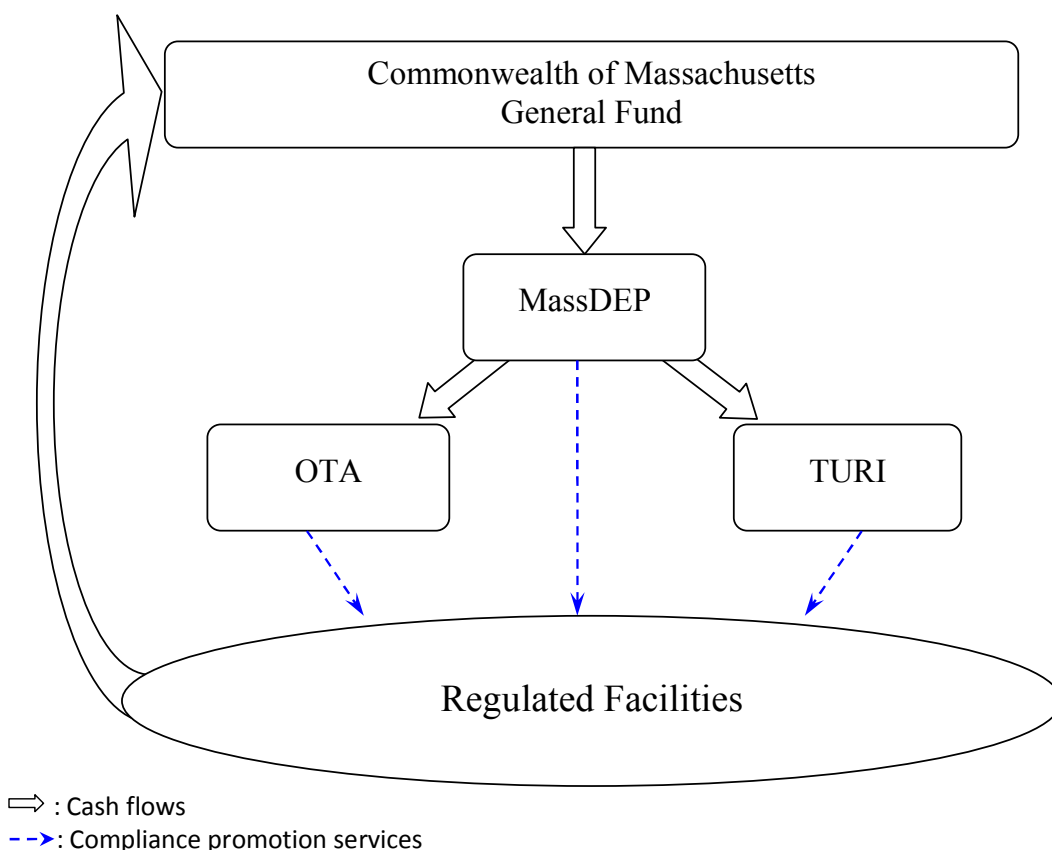 Commonwealth of Massachusetts
General Fund
MassDEP
OTA
TURI
Regulated Facilities
: Cash flows
: Compliance promotion services